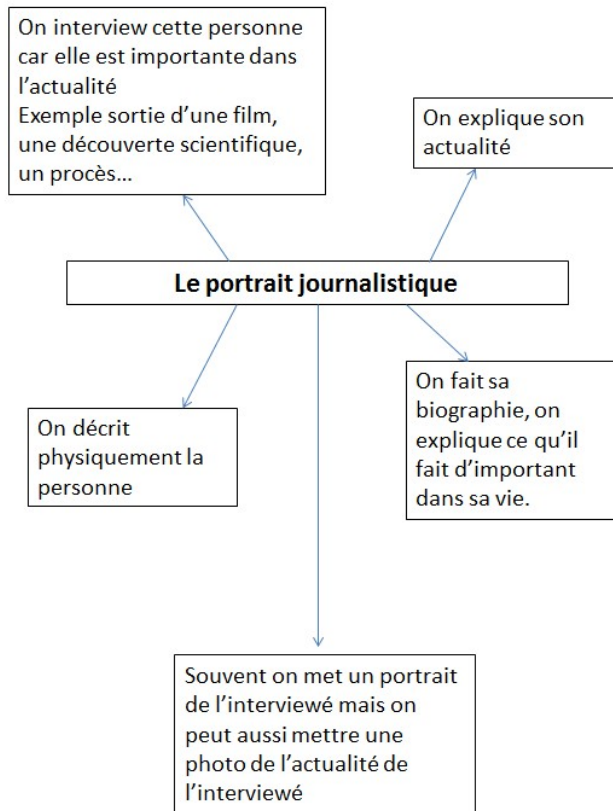 On interview cette personne
car elle est importante dans
l'actualité
Exemple sortie d'une film,
une découverte scientifique,
un procès...
On explique son
actualité
Le portrait journalistique
On décrit
physiquement la
personne
On fait sa
biographie, on
explique ce qu'il
fait d'important
dans sa vie.
Souvent on met un portrait
de l'interviewé mais on
peut aussi mettre une
photo de l'actualité de
l'interviewé